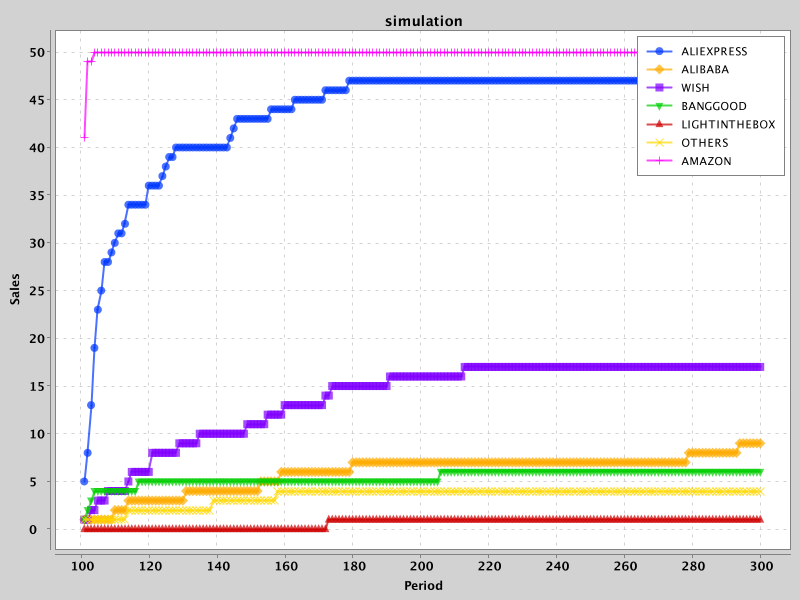 simulation
50
45
40
35
30
25
20
15
10
5
0
Sales
ALIEXPRESS
ALIBABA
WISH
BANGGOOD
LIGHTINTHEBOX
OTHERS
AMAZON
100 120 140 160 180 200 220 240 260 280 300
Period